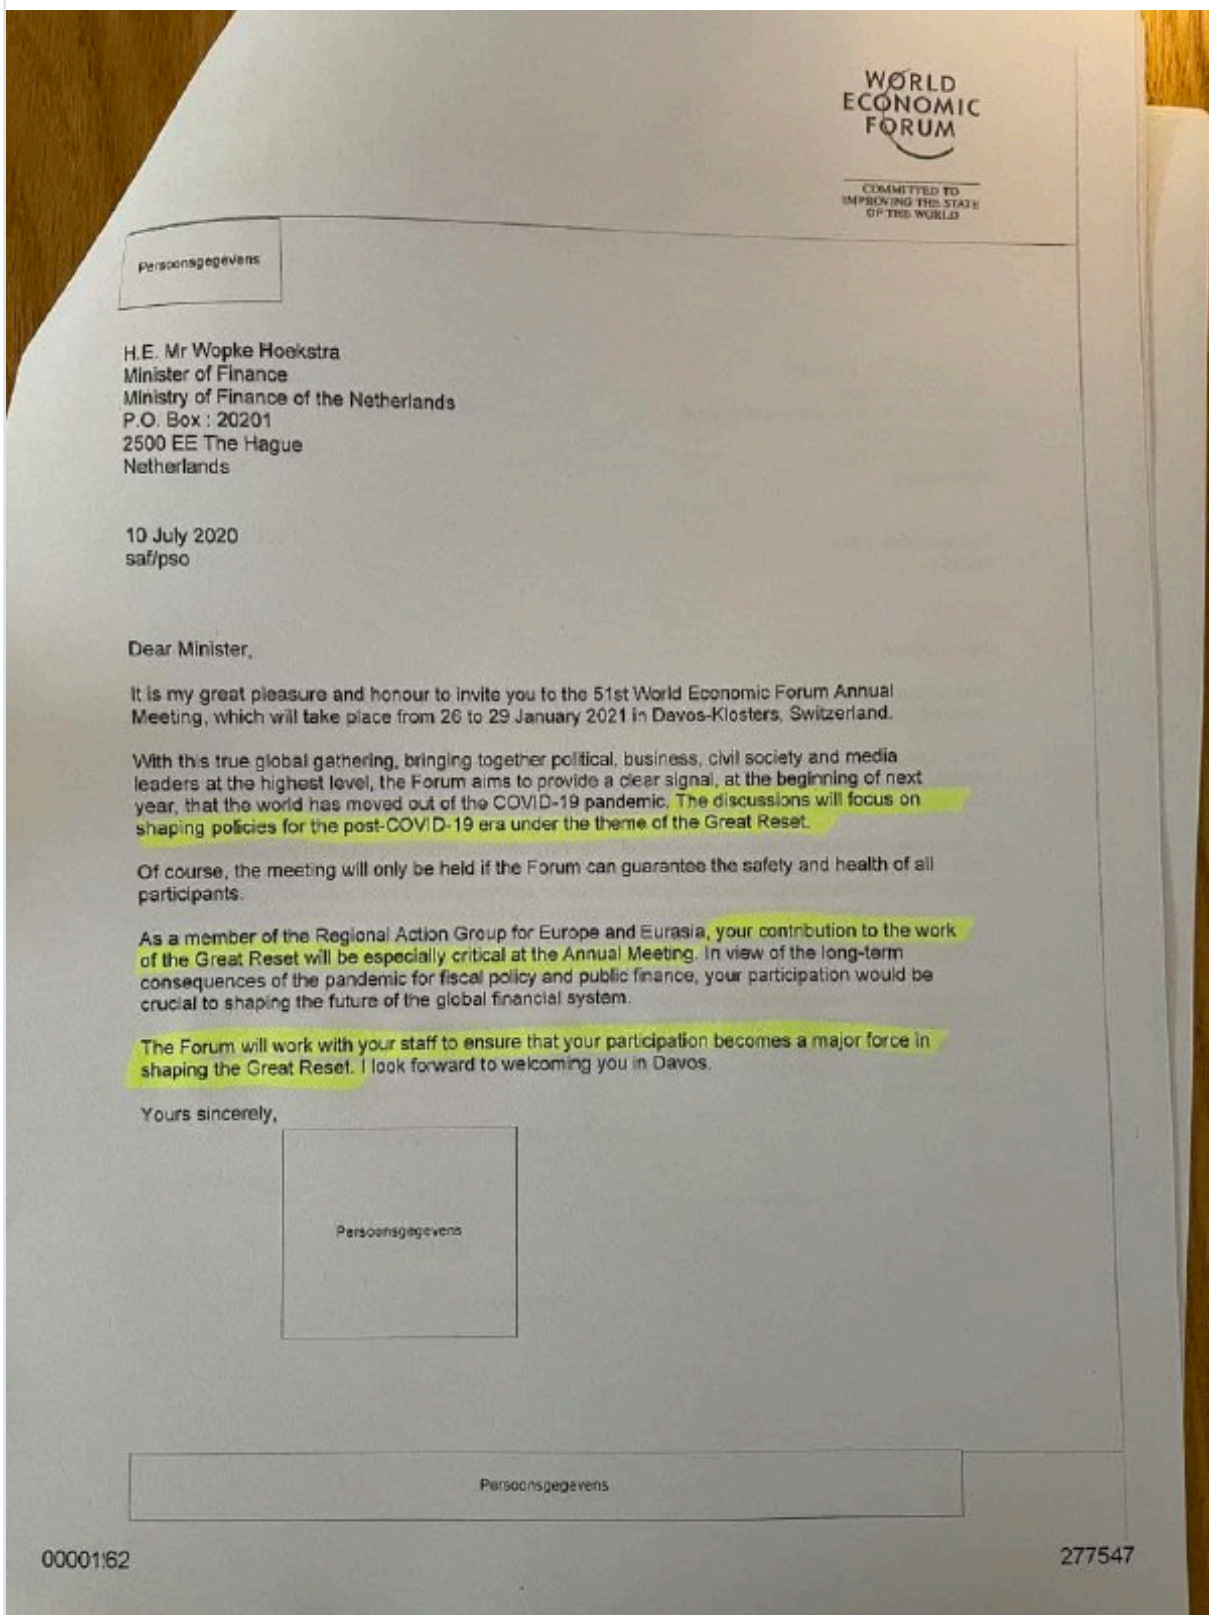 WORLD
ECONOMIC
FORUM
COMMITTED TO
IMPROVING THE STATE
OF THE WORLD
Persoonsgegevens
H.E. Mr Wopke Hoekstra
Minister of Finance
Ministry of Finance of the Netherlands
P.O. Box : 20201
2500 EE The Hague
Netherlands
10 July 2020
saf/pso
Dear Minister,
It is my great pleasure and honour to invite you to the 51st World Economic Forum Annual
Meeting, which will take place from 26 to 29 January 2021 in Davos-Klosters, Switzerland.
With this true global gathering, bringing together political, business, civil society and media
leaders at the highest level, the Forum aims to provide a clear signal, at the beginning of next
year, that the world has moved out of the COVID-19 pandemic. The discussions will focus on
shaping policies for the post-COVID-19 era under the theme of the Great Reset.
Of course, the meeting will only be held if the Forum can guarantee the safety and health of all
participants.
As a member of the Regional Action Group for Europe and Eurasia, your contribution to the work
of the Great Reset will be especially critical at the Annual Meeting. In view of the long-term
consequences of the pandemic for fiscal policy and public finance, your participation would be
crucial to shaping the future of the global financial system.
The Forum will work with your staff to ensure that your participation becomes a major force in
shaping the Great Reset. I look forward to welcoming you in Davos.
Yours sincerely,
Persoonsgegevens
Persoonsgegevens
00001162
277547